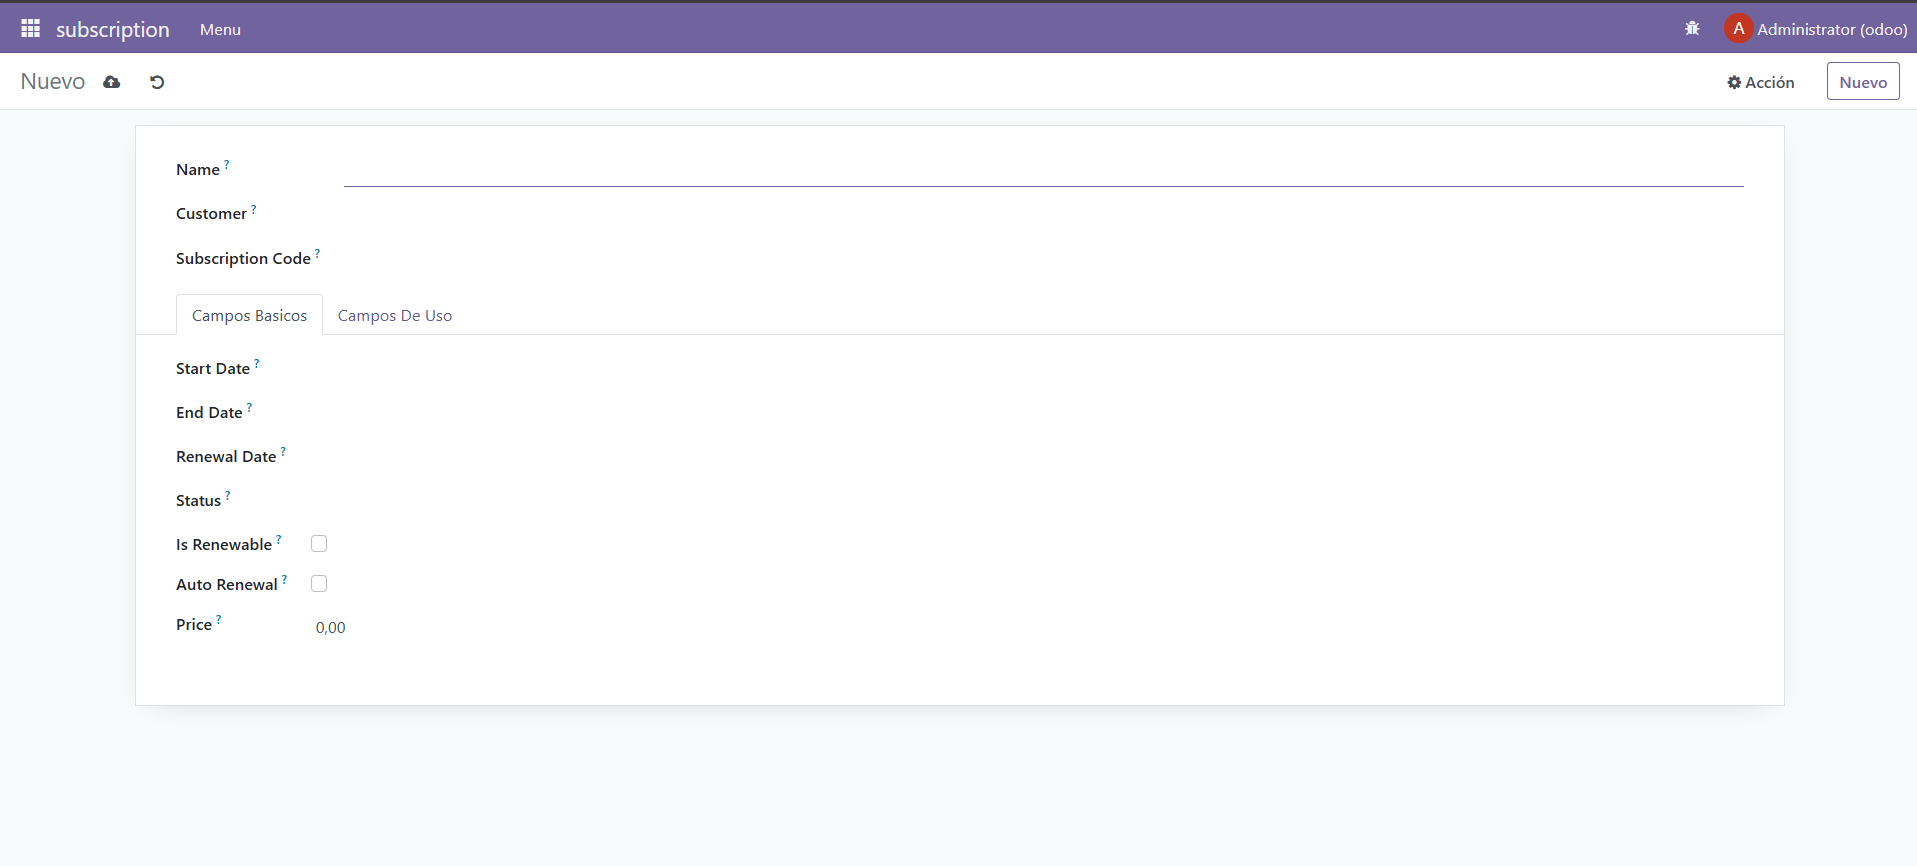 subscription Menu A Administrator (odoo)
Nuevo Acción Nuevo
Name ?
Customer ?
Subscription Code ?
Campos Basicos Campos De Uso
Start Date ?
End Date ?
Renewal Date ?
Status ?
Is Renewable ?
Auto Renewal ?
Price ? 0,00